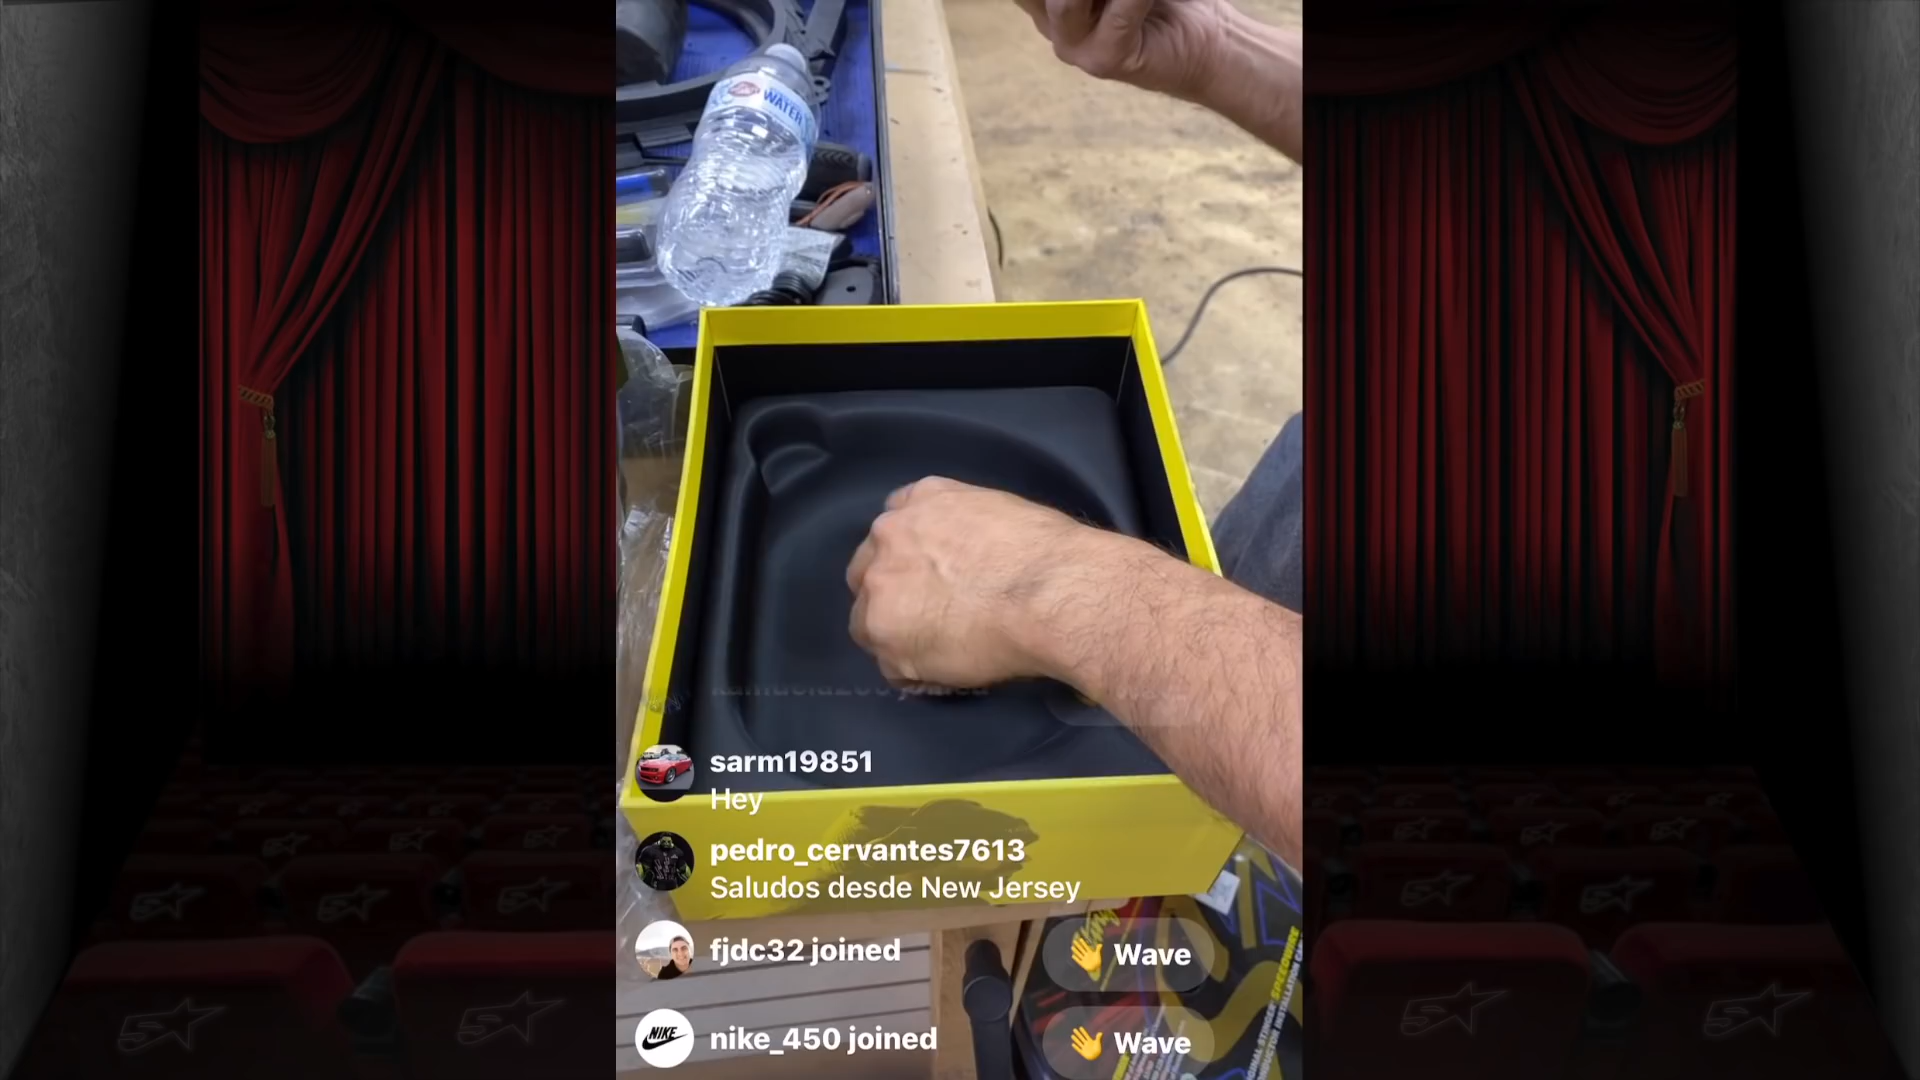 WATER
sarm19851
Hey
pedro_cervantes7613
Saludos desde New Jersey
fjdc32 joined
👋 Wave
NIKE
nike_450 joined
👋 Wave